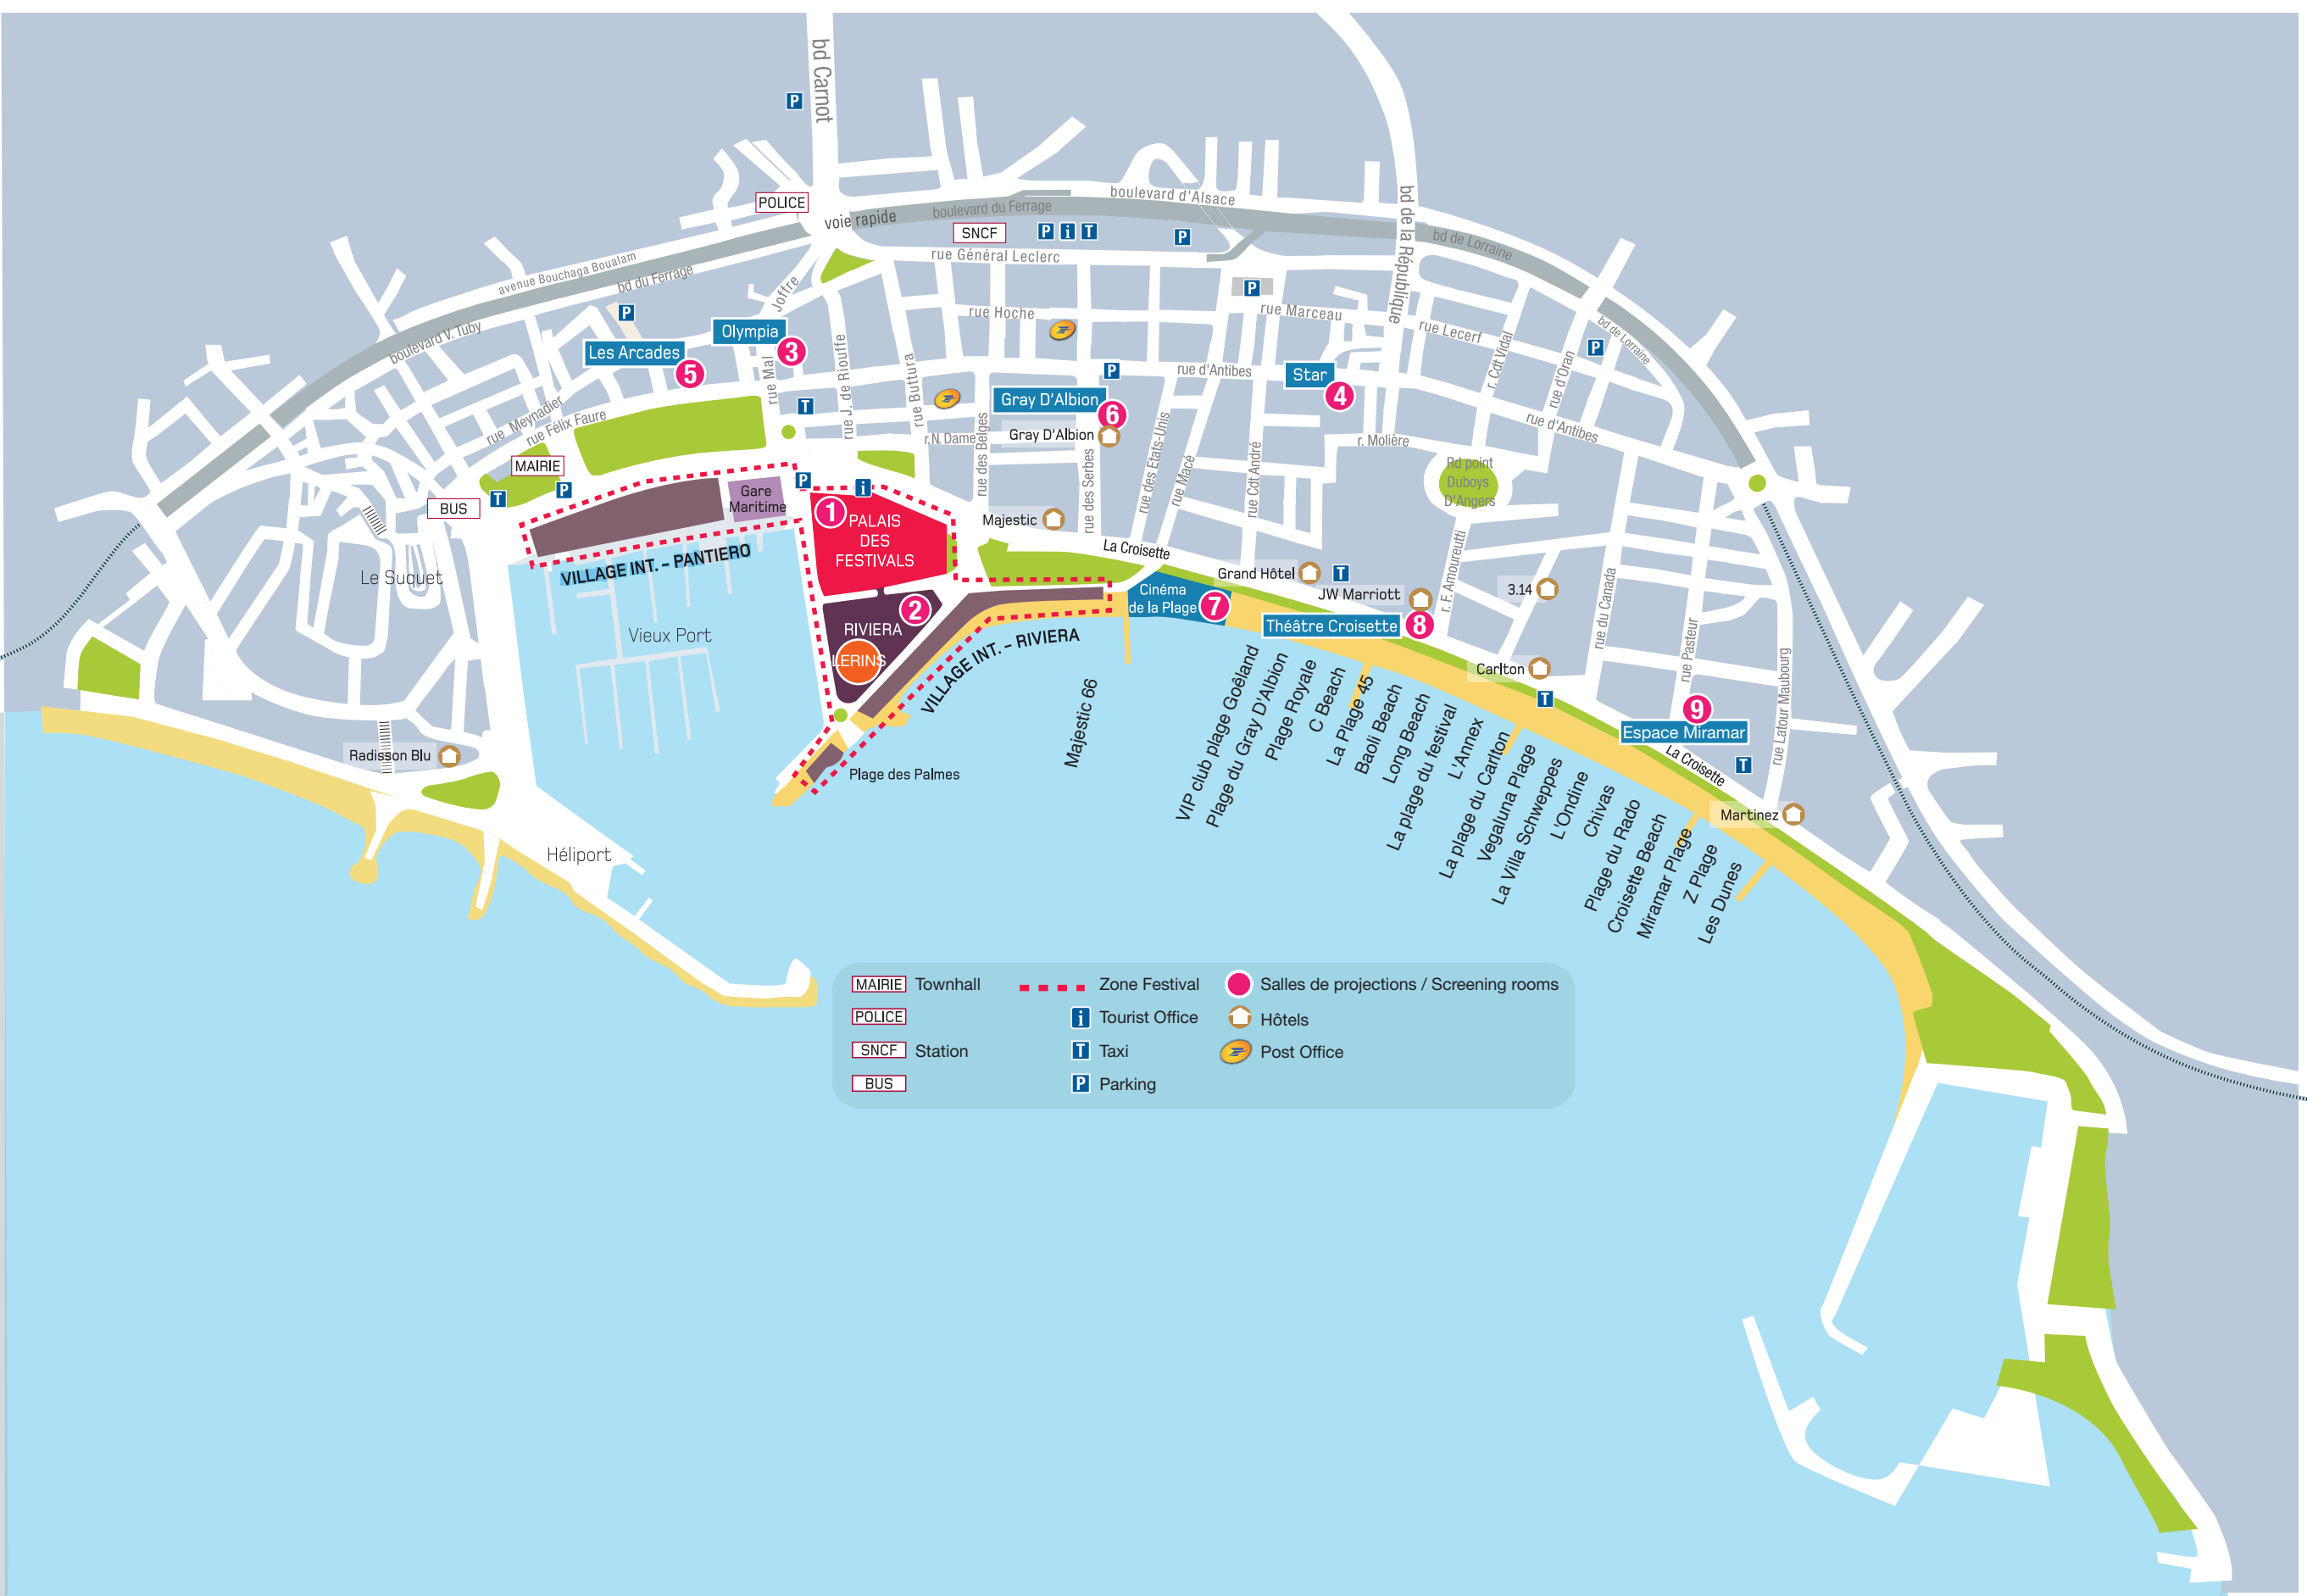 bd Carnot
P
POLICE
voie rapide
boulevard du Ferrage
boulevard d'Alsace
bd de la République
bd de Lorraine
SNCF
P i T
P
rue Général Leclerc
avenue Bouchaga Boualam
bd du Ferrage
boulevard V. Tuby
Joffre
P
P
rue Hoche
rue Marceau
rue Lecerf
bd de Lorraine
P
Olympia
3
Les Arcades
5
rue Mal
rue J. de Riouffe
rue Buttura
P
rue d'Antibes
Star
4
r. Cdt Vidal
rue d'Oran
rue d'Antibes
Gray D'Albion
6
Gray D'Albion
T
rue Meynadier
rue Félix Faure
r.N. Dame
rue des Belges
rue des Serbes
rue des Etats-Unis
rue Macé
rue Cdt André
r. Molière
Rd point
Duboys
D'Angers
MAIRIE
T
P
BUS
Gare
Maritime
P
i
1
PALAIS
DES
FESTIVALS
Majestic
La Croisette
VILLAGE INT. – PANTIERO
Le Suquet
Vieux Port
2
RIVIERA
LERINS
VILLAGE INT. – RIVIERA
Cinéma
de la Plage
7
Grand Hôtel
T
JW Marriott
Théâtre Croisette
8
r. F. Amoureutti
3.14
rue du Canada
rue Pasteur
rue Latour Maubourg
Carlton
T
9
Espace Miramar
La Croisette
T
Martinez
Radisson Blu
Plage des Palmes
Héliport
Majestic 66
VIP club plage Goêland
Plage du Gray D'Albion
Plage Royale
C Beach
La Plage 45
Baoli Beach
Long Beach
La plage du festival
L'Annex
La plage du Carlton
Vegaluna Plage
La Villa Schweppes
L'Ondine
Chivas
Plage du Rado
Croisette Beach
Miramar Plage
Z Plage
Les Dunes
MAIRIE Townhall
POLICE
SNCF Station
BUS
Zone Festival
i Tourist Office
T Taxi
P Parking
Salles de projections / Screening rooms
Hôtels
Post Office